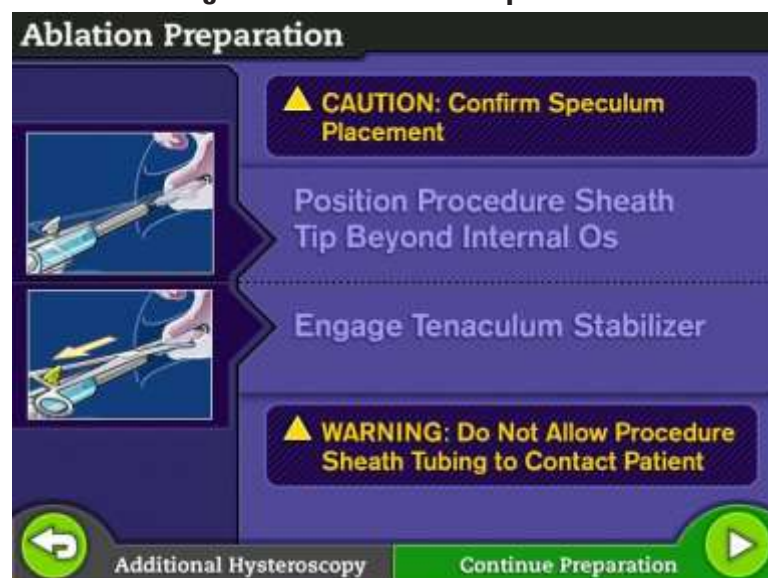 Ablation Preparation
CAUTION: Confirm Speculum
Placement
Position Procedure Sheath
Tip Beyond Internal Os
Engage Tenaculum Stabilizer
WARNING: Do Not Allow Procedure
Sheath Tubing to Contact Patient
Additional Hysteroscopy
Continue Preparation